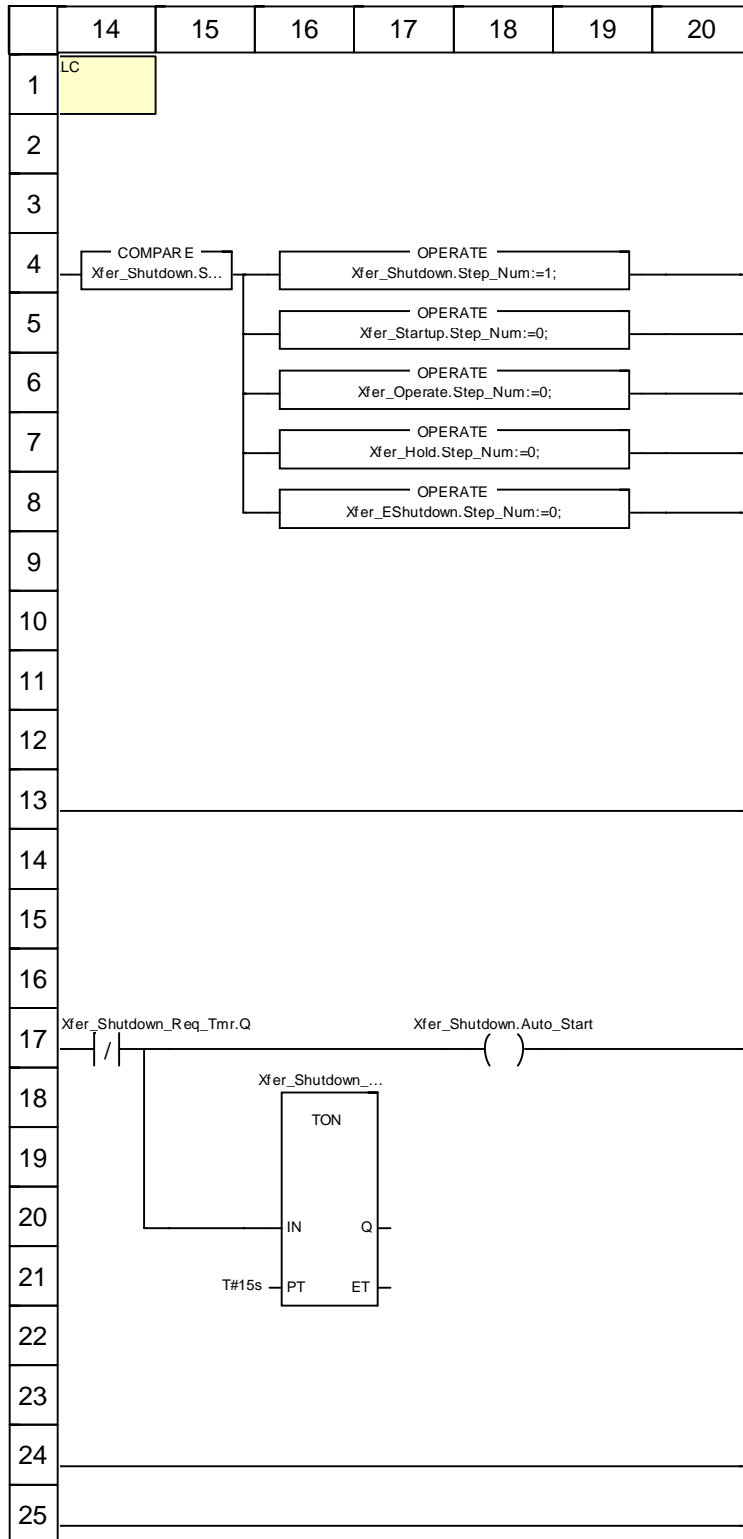 14 15 16 17 18 19 20
1
LC
2
3
4
COMPARE
Xfer_Shutdown.S...
OPERATE
Xfer_Shutdown.Step_Num:=1;
5
OPERATE
Xfer_Startup.Step_Num:=0;
6
OPERATE
Xfer_Operate.Step_Num:=0;
7
OPERATE
Xfer_Hold.Step_Num:=0;
8
OPERATE
Xfer_EShutdown.Step_Num:=0;
9
10
11
12
13
14
15
16
17
Xfer_Shutdown_Req_Tmr.Q
/
Xfer_Shutdown.Auto_Start
( )
18
Xfer_Shutdown_...
TON
19
20
IN Q
21
T#15s PT ET
22
23
24
25